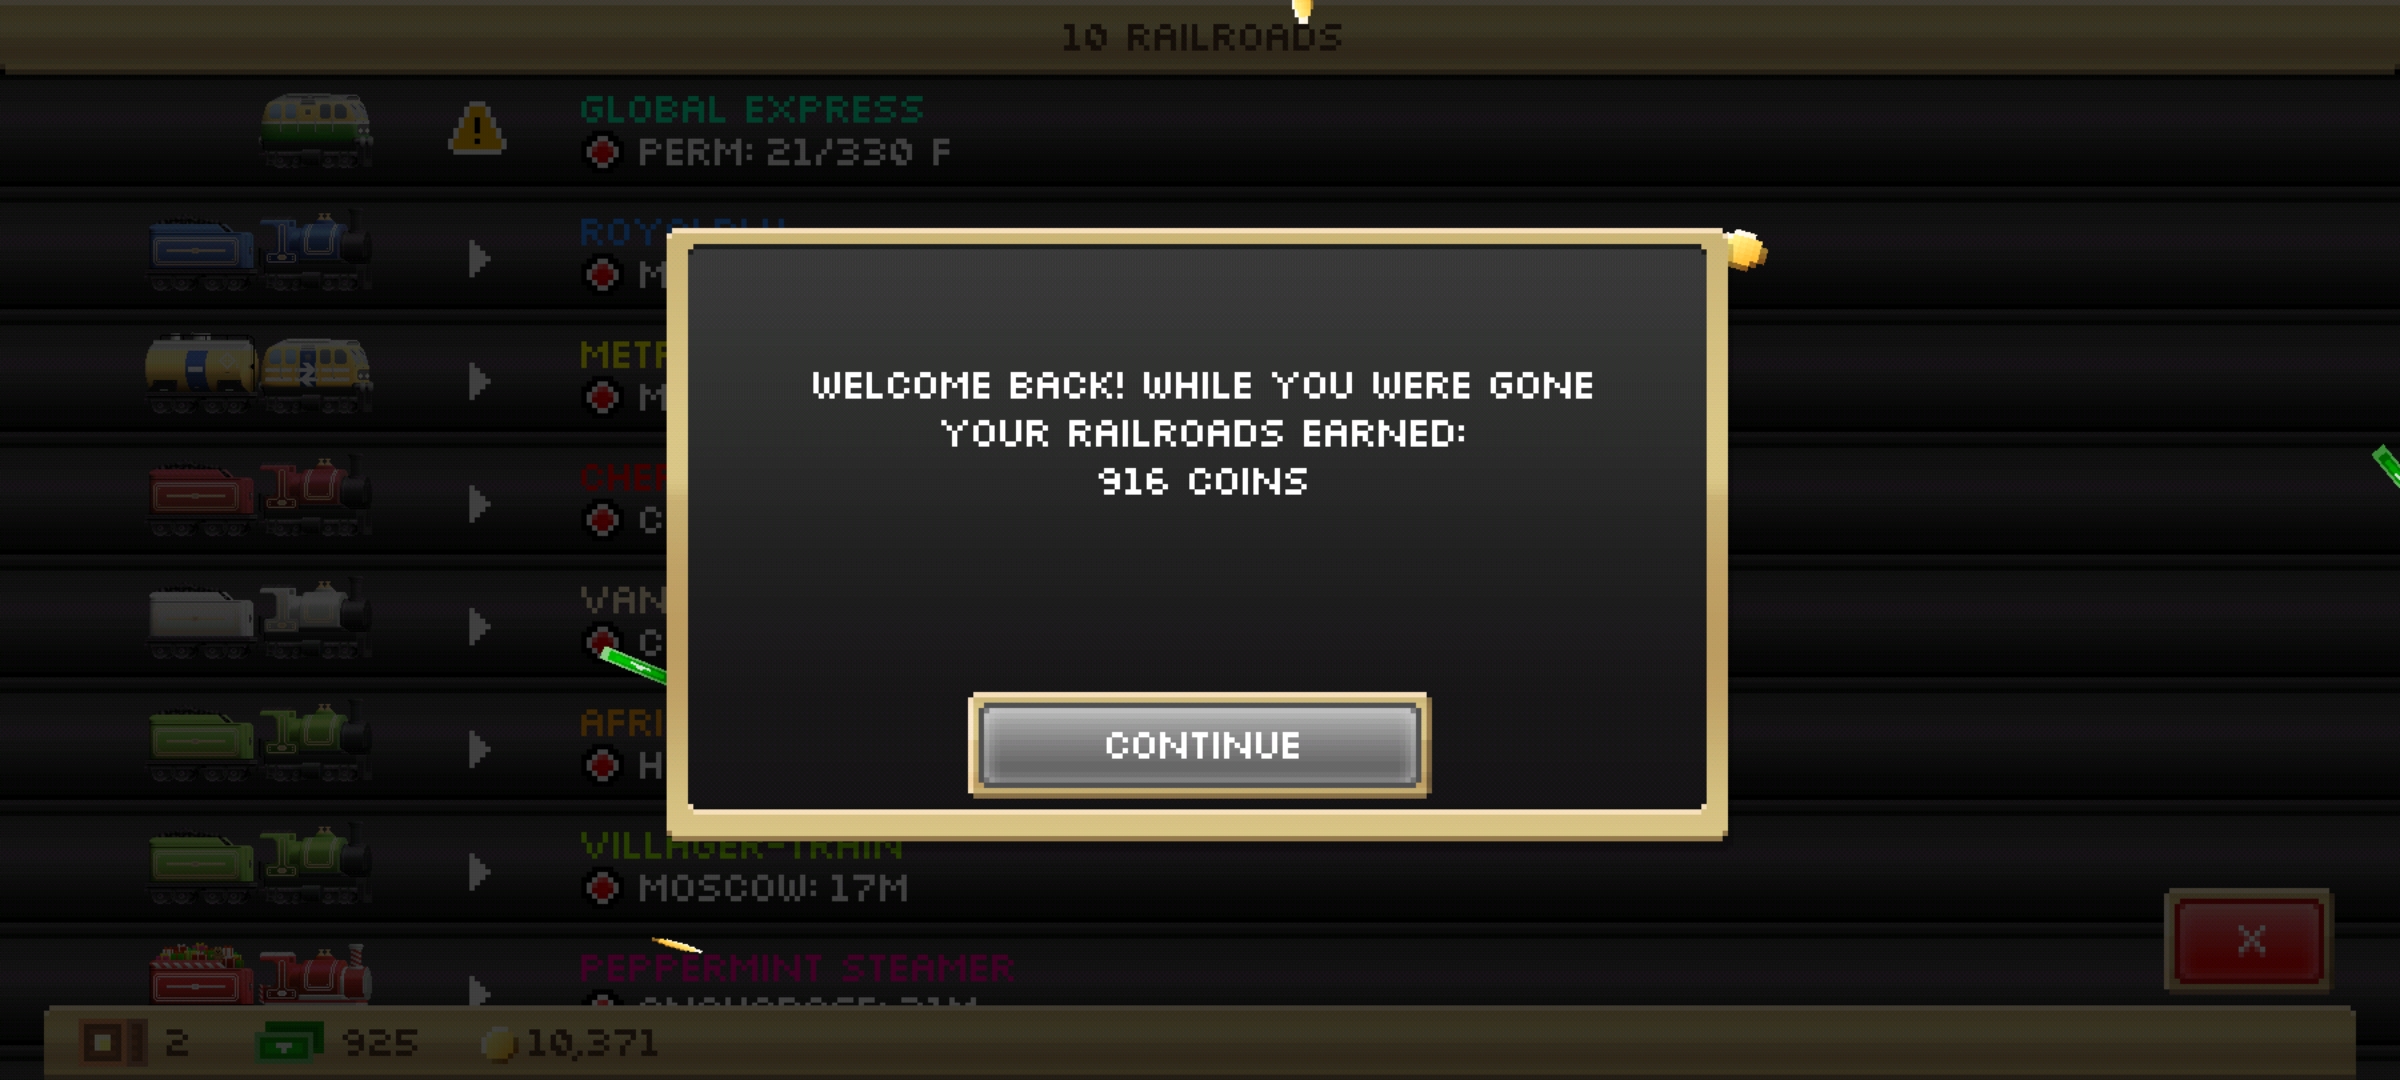 10 RAILROADS
GLOBAL EXPRESS
PERM: 21/330 F
WELCOME BACK! WHILE YOU WERE GONE
YOUR RAILROADS EARNED:
916 COINS
CONTINUE
VILLAGER-TRAIN
MOSCOW: 17M
X
PEPPERMINT STEAMER
2 925 10,371